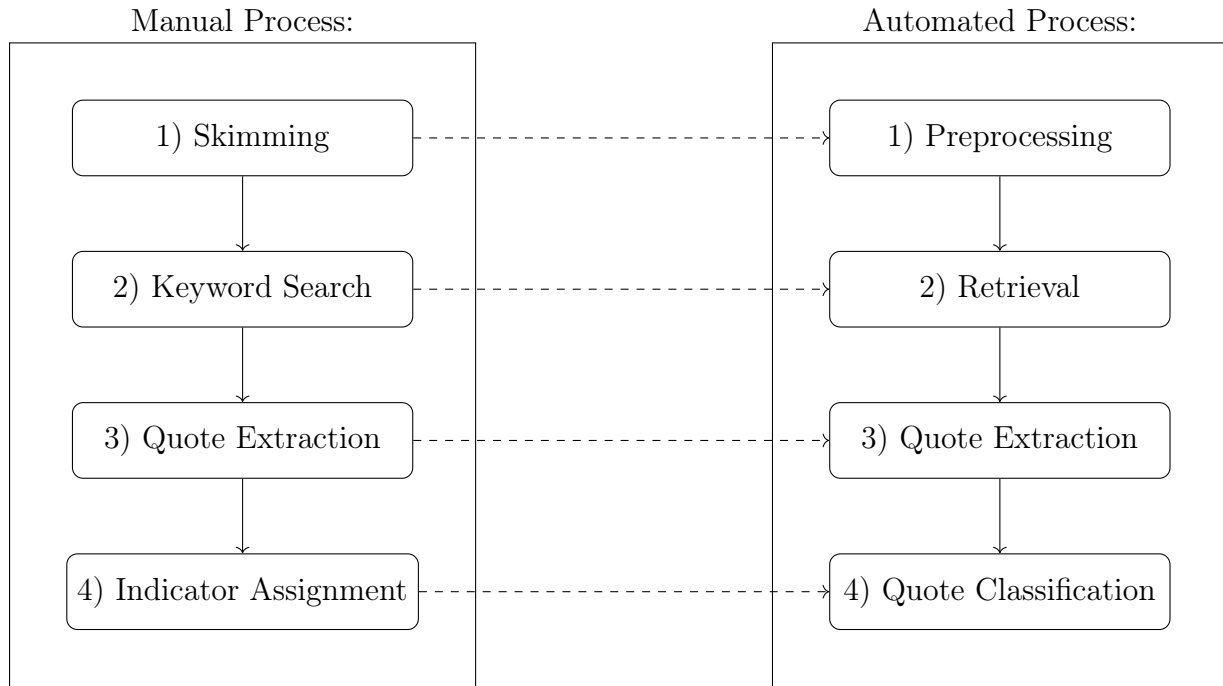 Manual Process:
1) Skimming
2) Keyword Search
3) Quote Extraction
4) Indicator Assignment
Automated Process:
1) Preprocessing
2) Retrieval
3) Quote Extraction
4) Quote Classification